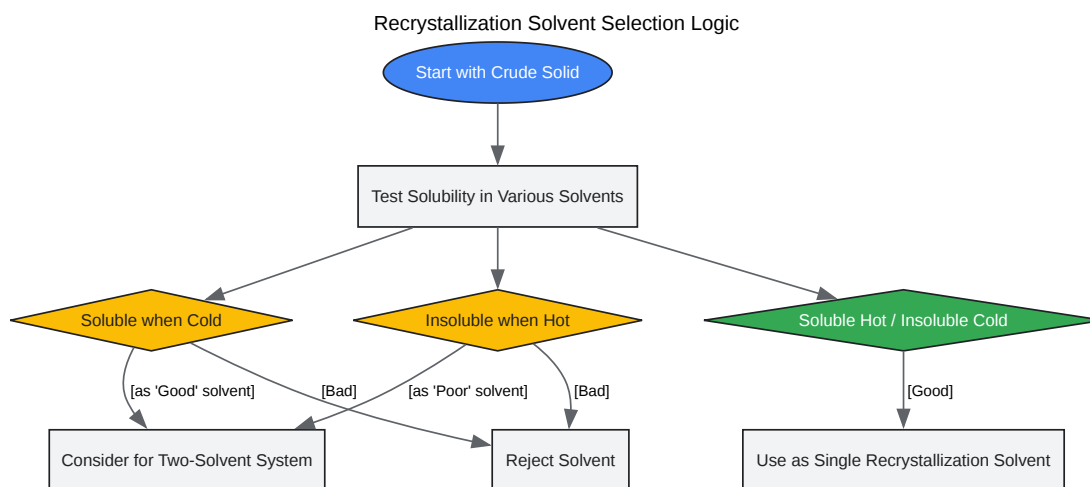 Recrystallization Solvent Selection Logic
Start with Crude Solid
Test Solubility in Various Solvents
Soluble when Cold
Insoluble when Hot
Soluble Hot / Insoluble Cold
[as 'Good' solvent]
[Bad]
[as 'Poor' solvent]
[Bad]
[Good]
Consider for Two-Solvent System
Reject Solvent
Use as Single Recrystallization Solvent